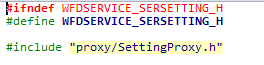 #ifndef WFDSERVICE_SERSETTING_H
#define WFDSERVICE_SERSETTING_H
#include "proxy/SettingProxy.h"